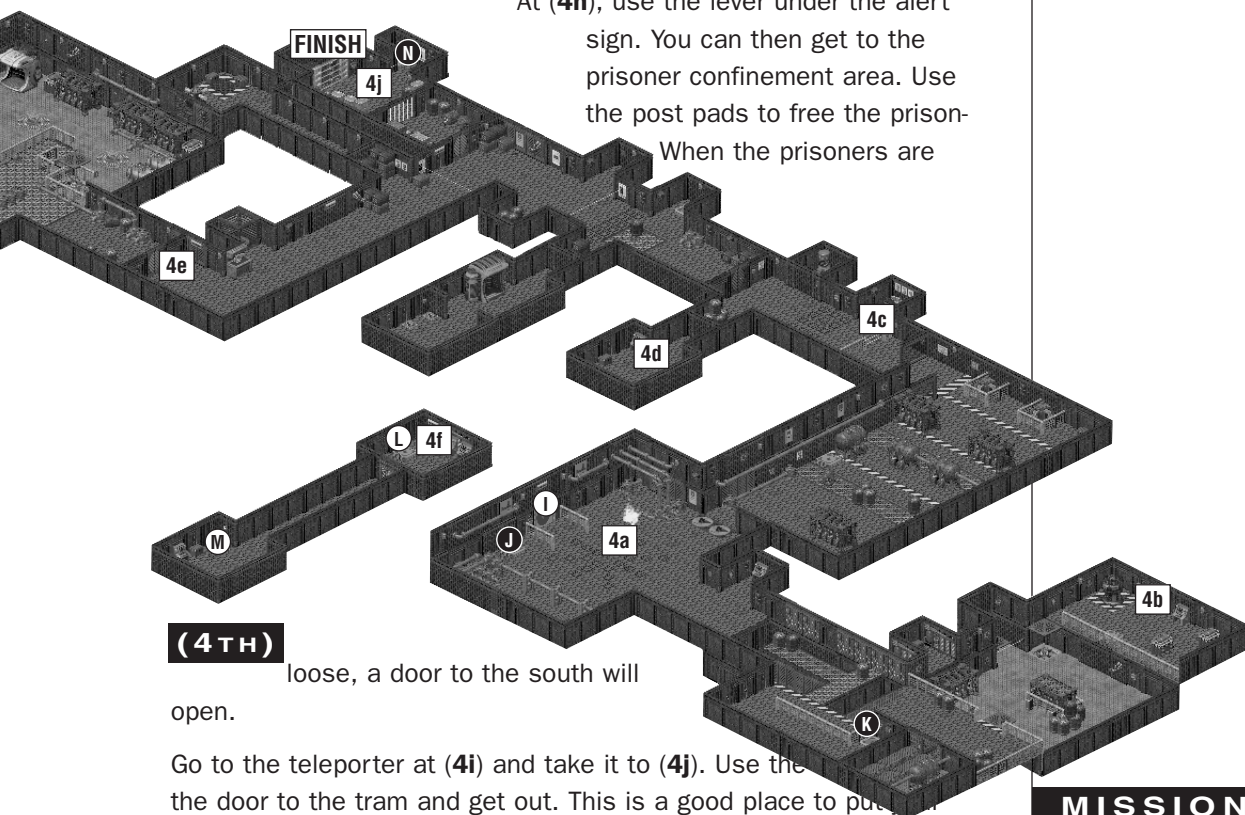 At (4h), use the lever under the alert
sign. You can then get to the
prisoner confinement area. Use
the post pads to free the prison-
When the prisoners are
FINISH
N
4j
4e
4c
4d
L
4f
I
J
4a
M
4b
K
(4TH)
loose, a door to the south will
open.
Go to the teleporter at (4i) and take it to (4j). Use the
the door to the tram and get out. This is a good place to put
MISSION